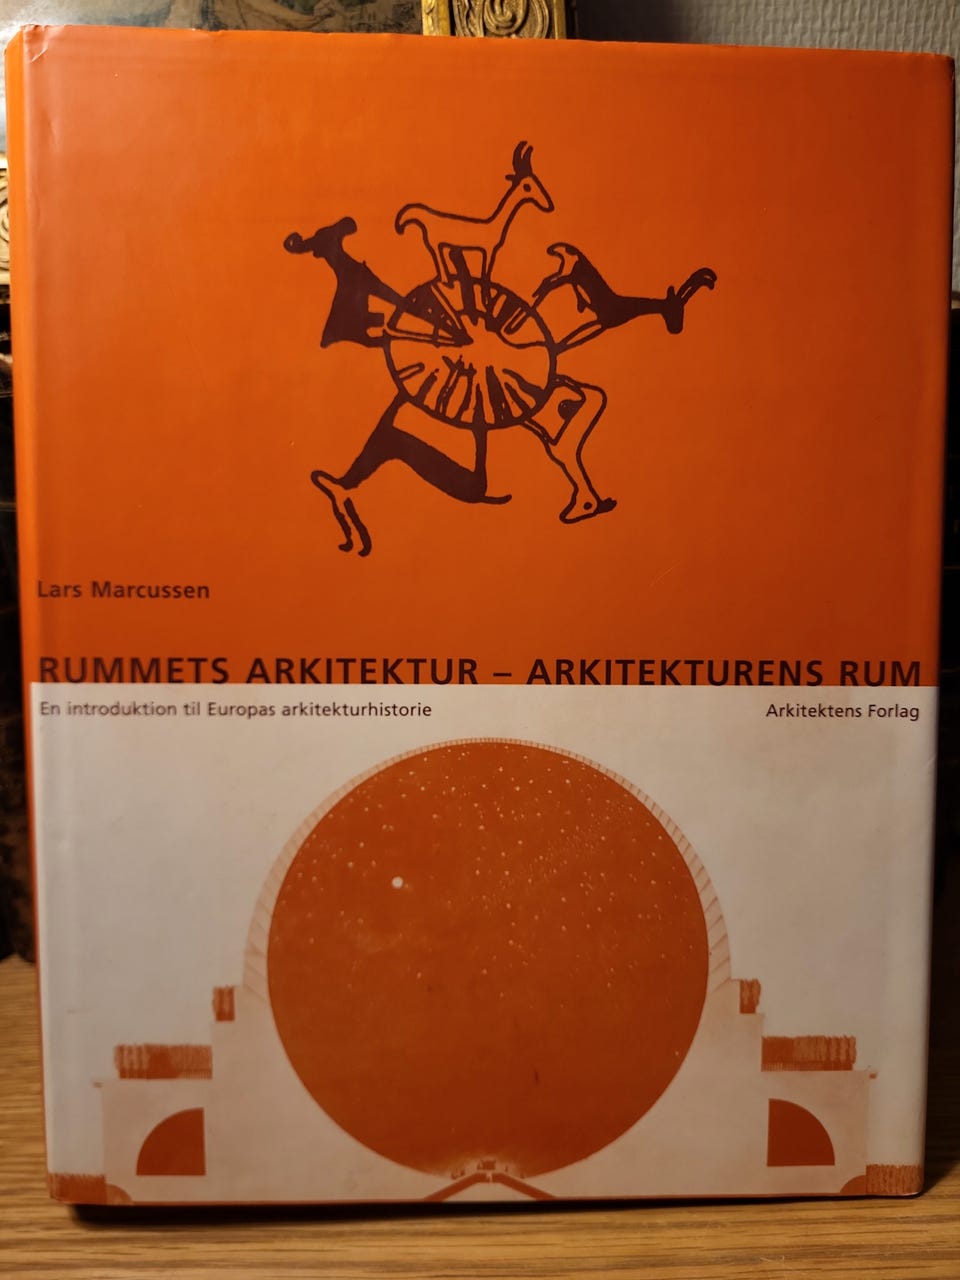 Lars Marcussen
RUMMETS ARKITEKTUR – ARKITEKTURENS RUM
En introduktion til Europas arkitekturhistorie
Arkitektens Forlag